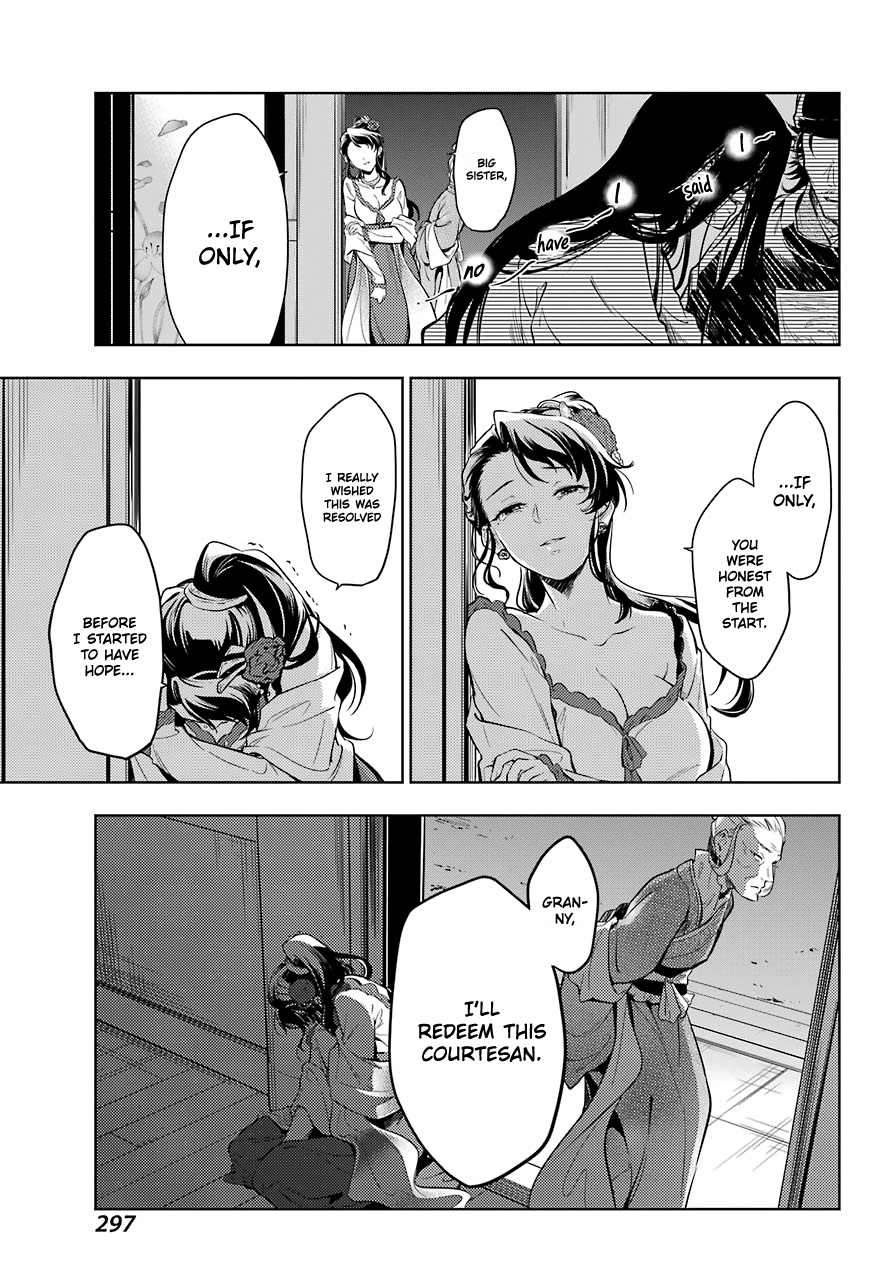 I
said
I
have
no
BIG
SISTER,
...IF
ONLY,
...IF
ONLY,
YOU
WERE
HONEST
FROM
THE
START.
I REALLY
WISHED
THIS WAS
RESOLVED
BEFORE
I STARTED
TO HAVE
HOPE...
GRAN-
NY,
I'LL
REDEEM THIS
COURTESAN.
297